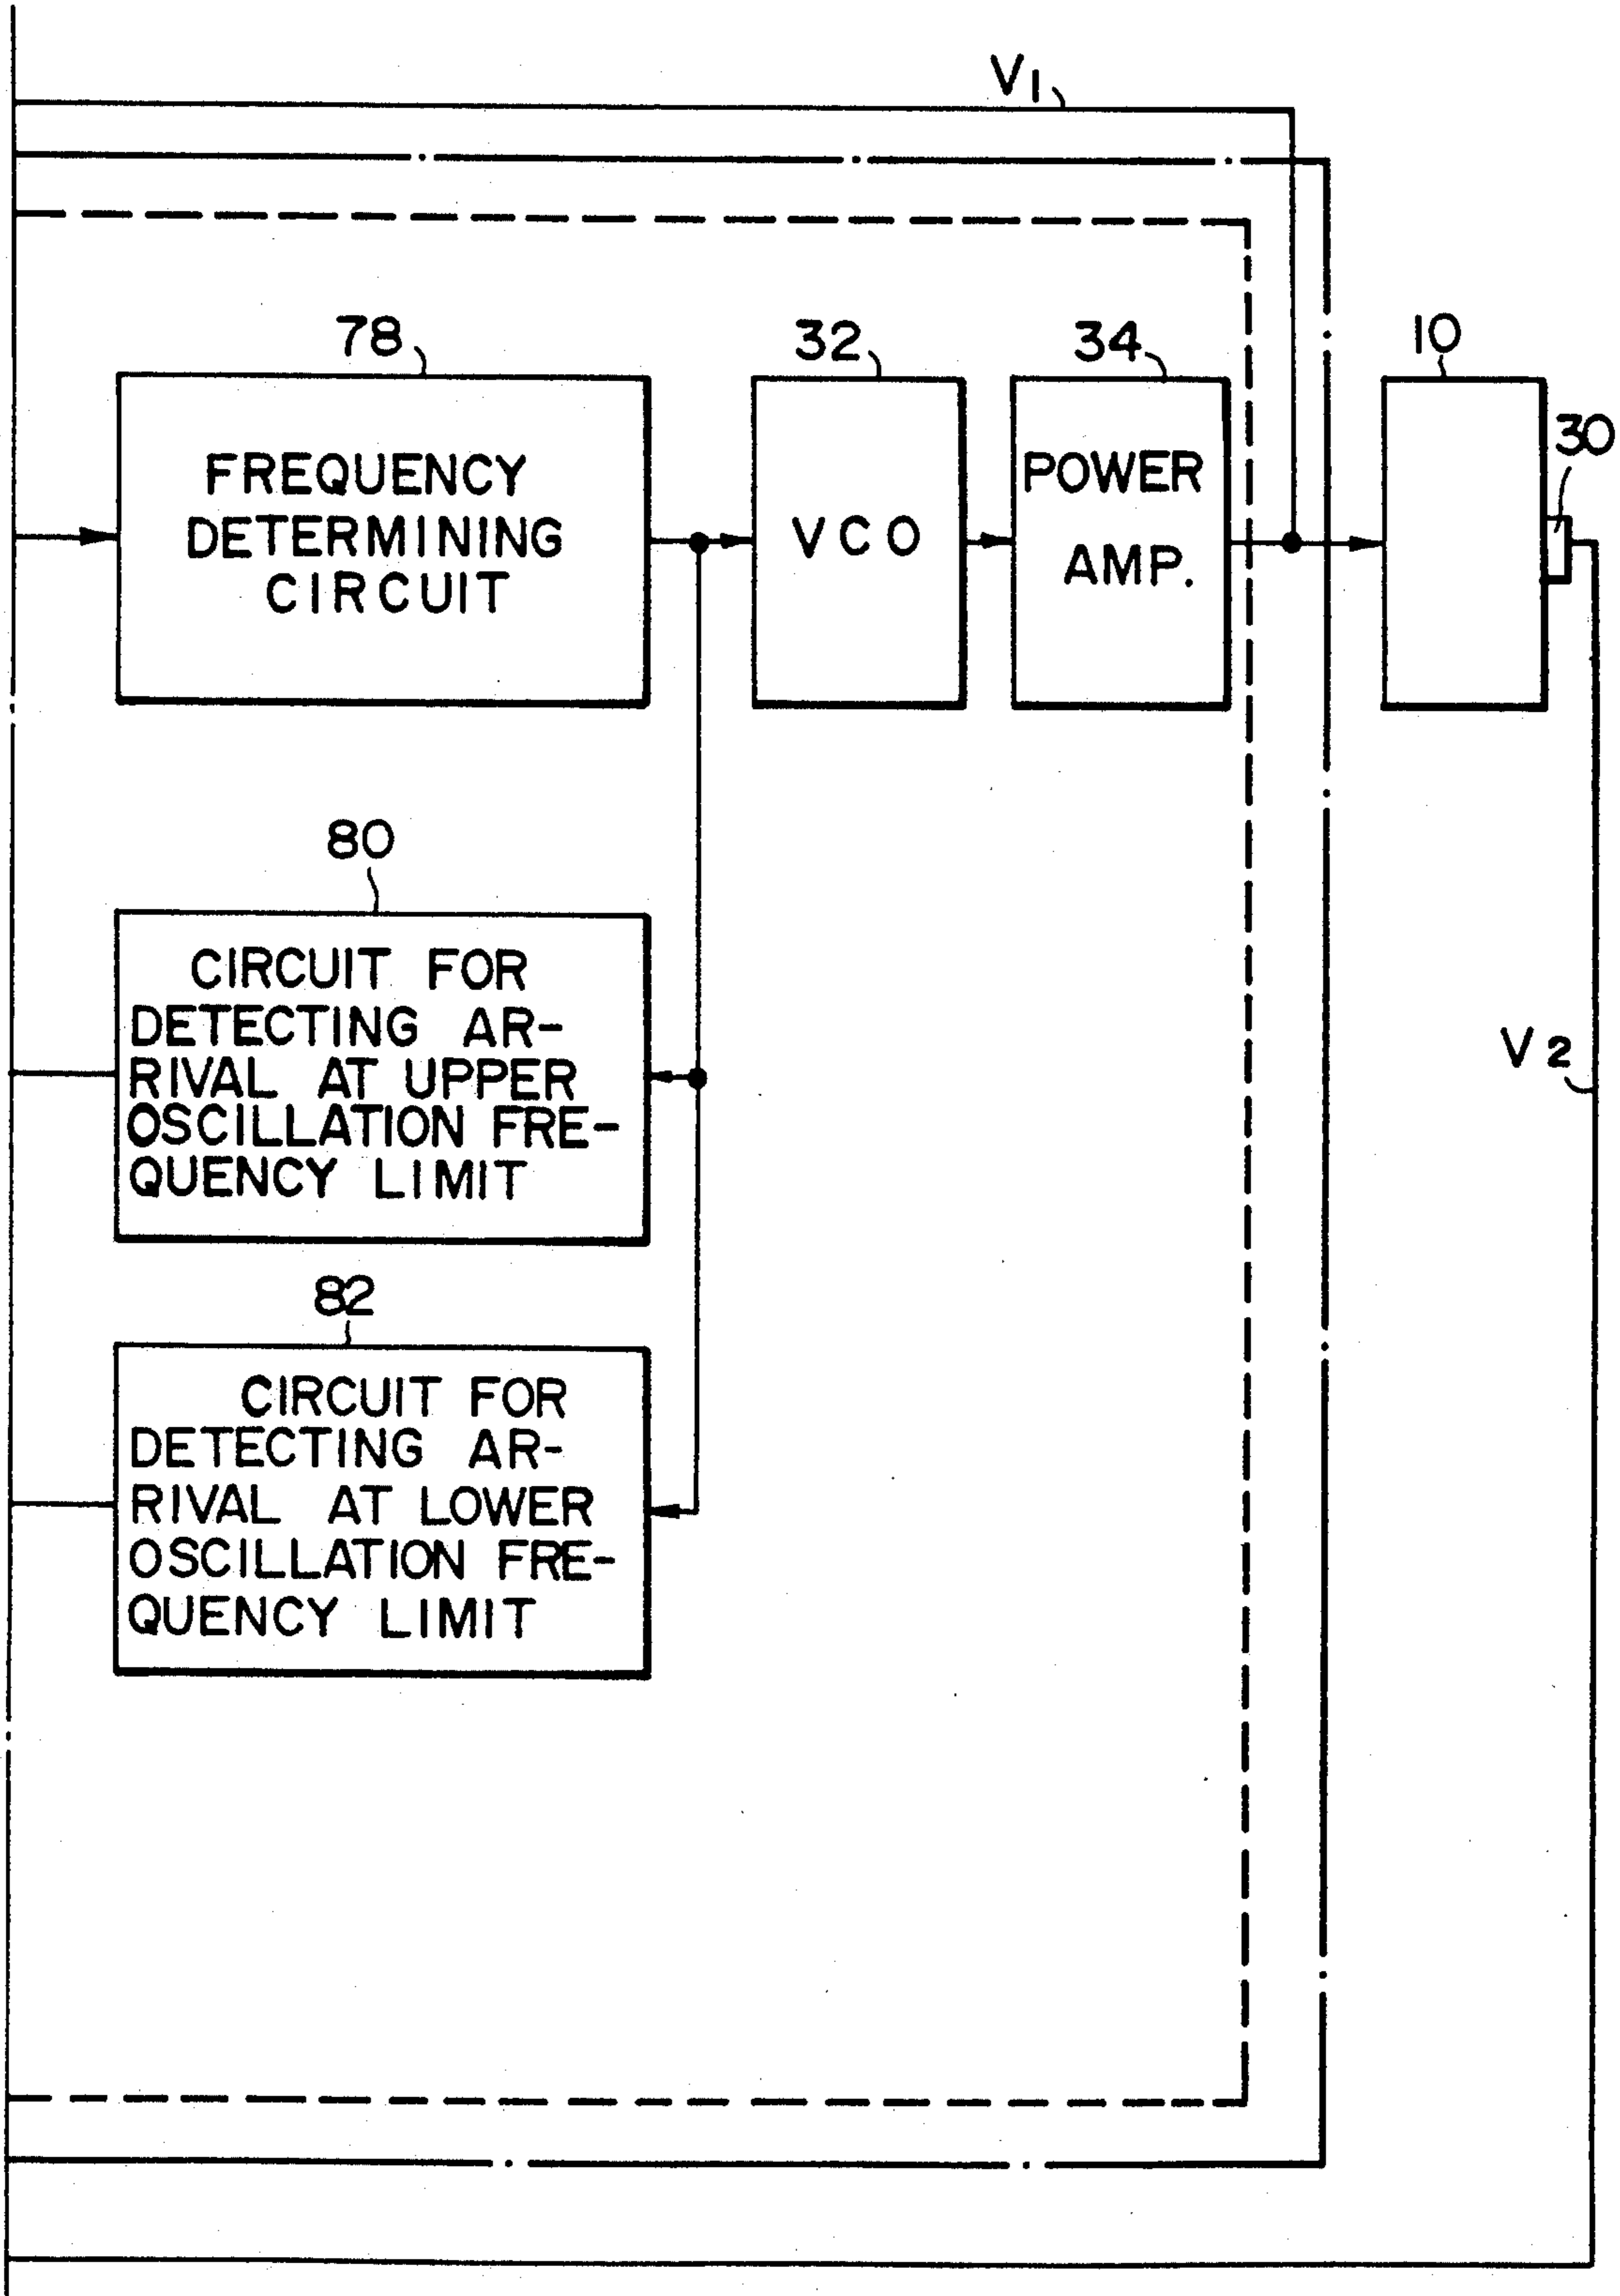 V1
78
32
34
10
30
FREQUENCY
DETERMINING
CIRCUIT
VCO
POWER
AMP.
80
CIRCUIT FOR
DETECTING AR-
RIVAL AT UPPER
OSCILLATION FRE-
QUENCY LIMIT
V2
82
CIRCUIT FOR
DETECTING AR-
RIVAL AT LOWER
OSCILLATION FRE-
QUENCY LIMIT